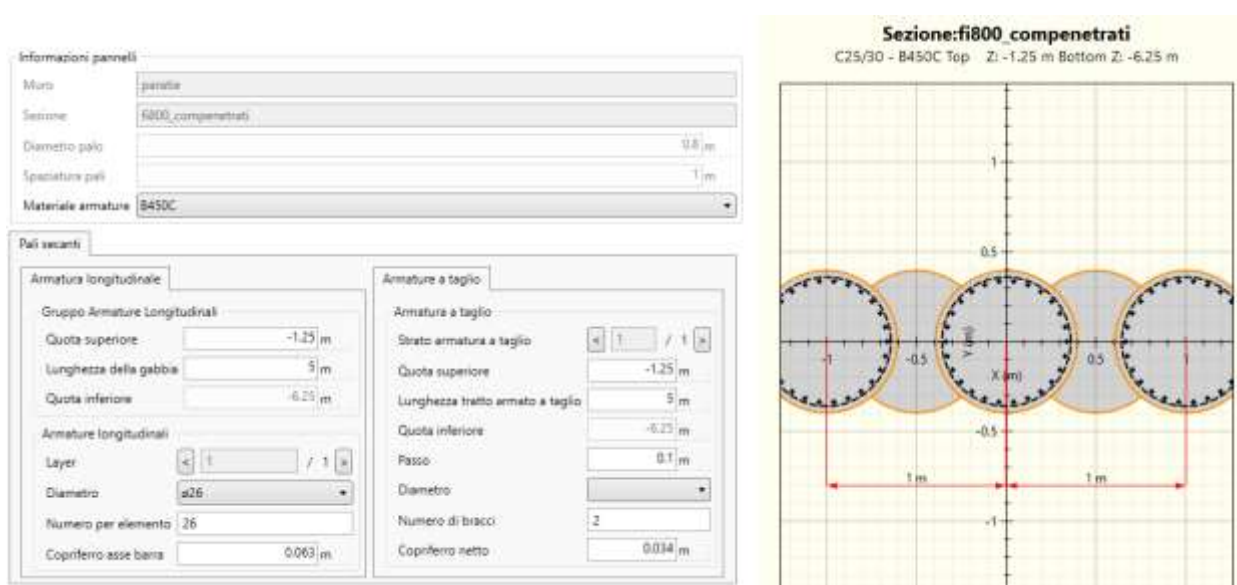 Informazioni pannelli
Muro paratie
Sezione fi800_compenetrati
Diametro palo 0.8 m
Spaziatura pali 1 m
Materiale armature B450C
Pali secanti
Armatura longitudinale
Gruppo Armature Longitudinali
Quota superiore -1.25 m
Lunghezza della gabbia 5 m
Quota inferiore -6.25 m
Armature longitudinali
Layer < 1 / 1 >
Diametro ⌀26
Numero per elemento 26
Copriferro asse barra 0.063 m
Armature a taglio
Armatura a taglio
Strato armatura a taglio < 1 / 1 >
Quota superiore -1.25 m
Lunghezza tratto armato a taglio 5 m
Quota inferiore -6.25 m
Passo 0.1 m
Diametro
Numero di bracci 2
Copriferro netto 0.034 m
Sezione:fi800_compenetrati
C25/30 - B450C Top Z: -1.25 m Bottom Z: -6.25 m
1
0.5
-1 -0.5 0.5 1
Y (m)
X (m)
-0.5
1 m 1 m
-1